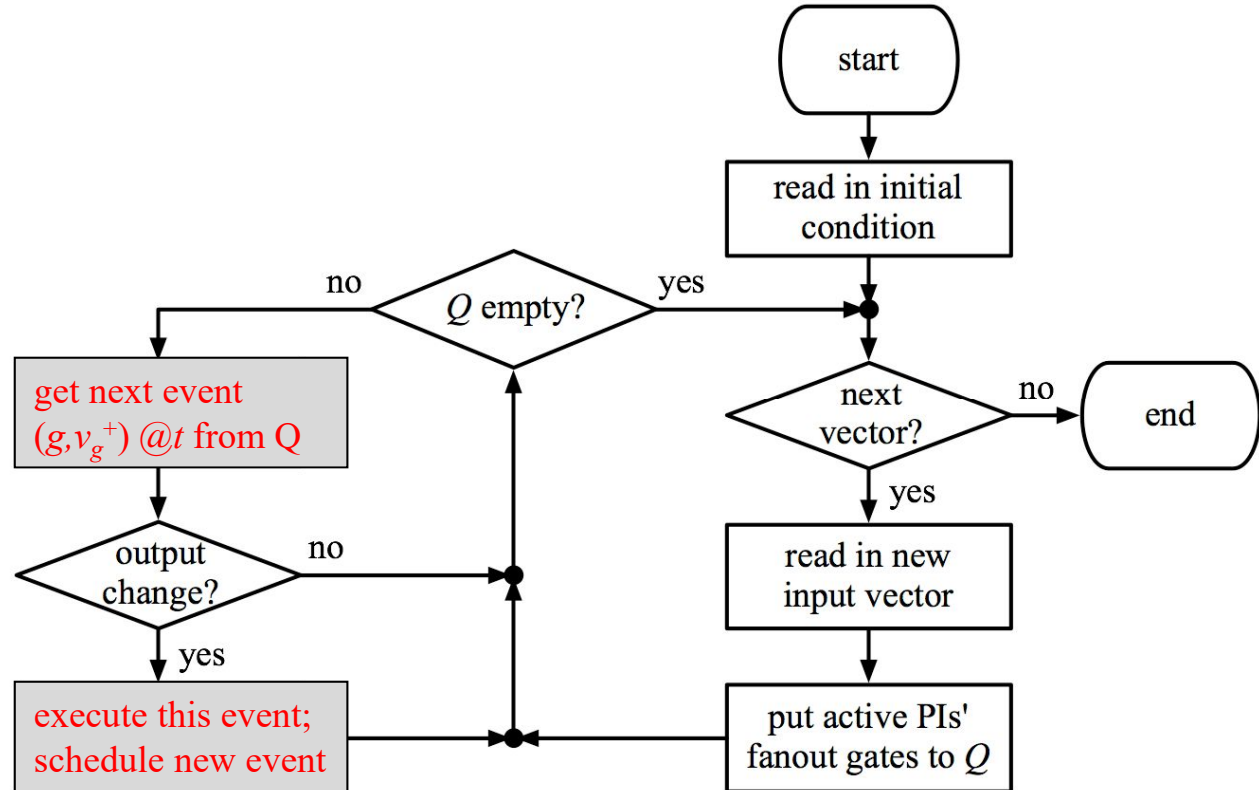 start
read in initial
condition
no
Q empty?
yes
get next event
(g,v_g^+) @t from Q
next
vector?
no
end
output
change?
no
yes
read in new
input vector
yes
execute this event;
schedule new event
put active PIs'
fanout gates to Q